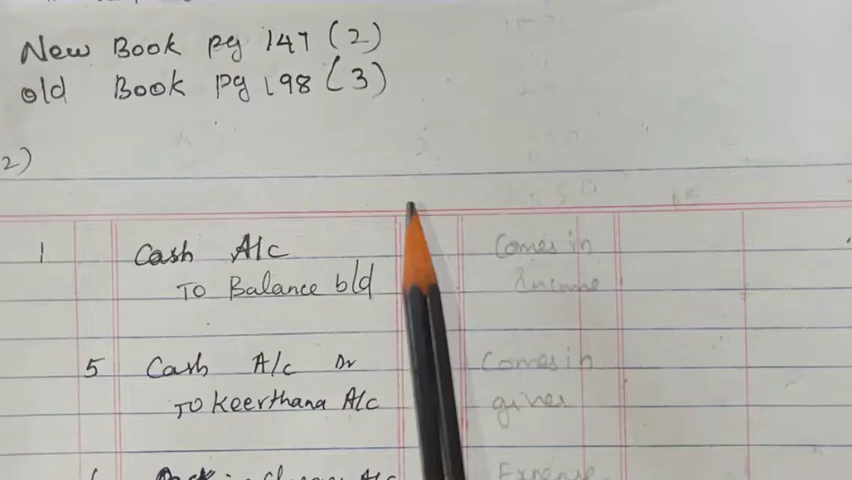 New Book pg 147 (2)
old Book pg 198 (3)
2)
1 Cash A/c Comes in
To Balance b/d Income
5 Cash A/c Dr Comes in
To Keerthana A/c giver
A/c Expense